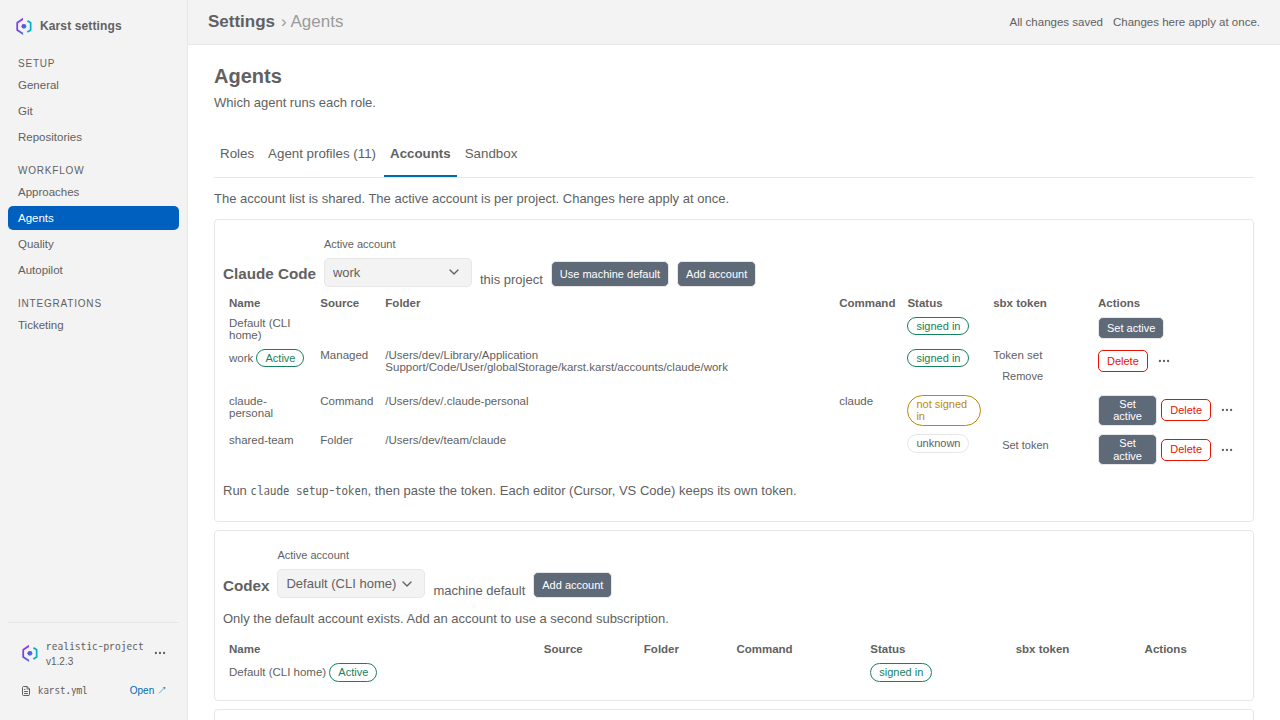 Karst settings
Settings › Agents
All changes saved Changes here apply at once.
SETUP
General
Git
Repositories
WORKFLOW
Approaches
Agents
Quality
Autopilot
INTEGRATIONS
Ticketing
realistic-project
v1.2.3
karst.yml Open ↗
Agents
Which agent runs each role.
Roles Agent profiles (11) Accounts Sandbox
The account list is shared. The active account is per project. Changes here apply at once.
Active account
Claude Code work this project Use machine default Add account
Name Source Folder Command Status sbx token Actions
Default (CLI home) signed in Set active
work Active Managed /Users/dev/Library/Application Support/Code/User/globalStorage/karst.karst/accounts/claude/work signed in Token set Remove Delete ···
claude-personal Command /Users/dev/.claude-personal claude not signed in Set active Delete ···
shared-team Folder /Users/dev/team/claude unknown Set token Set active Delete ···
Run claude setup-token, then paste the token. Each editor (Cursor, VS Code) keeps its own token.
Active account
Codex Default (CLI home) machine default Add account
Only the default account exists. Add an account to use a second subscription.
Name Source Folder Command Status sbx token Actions
Default (CLI home) Active signed in